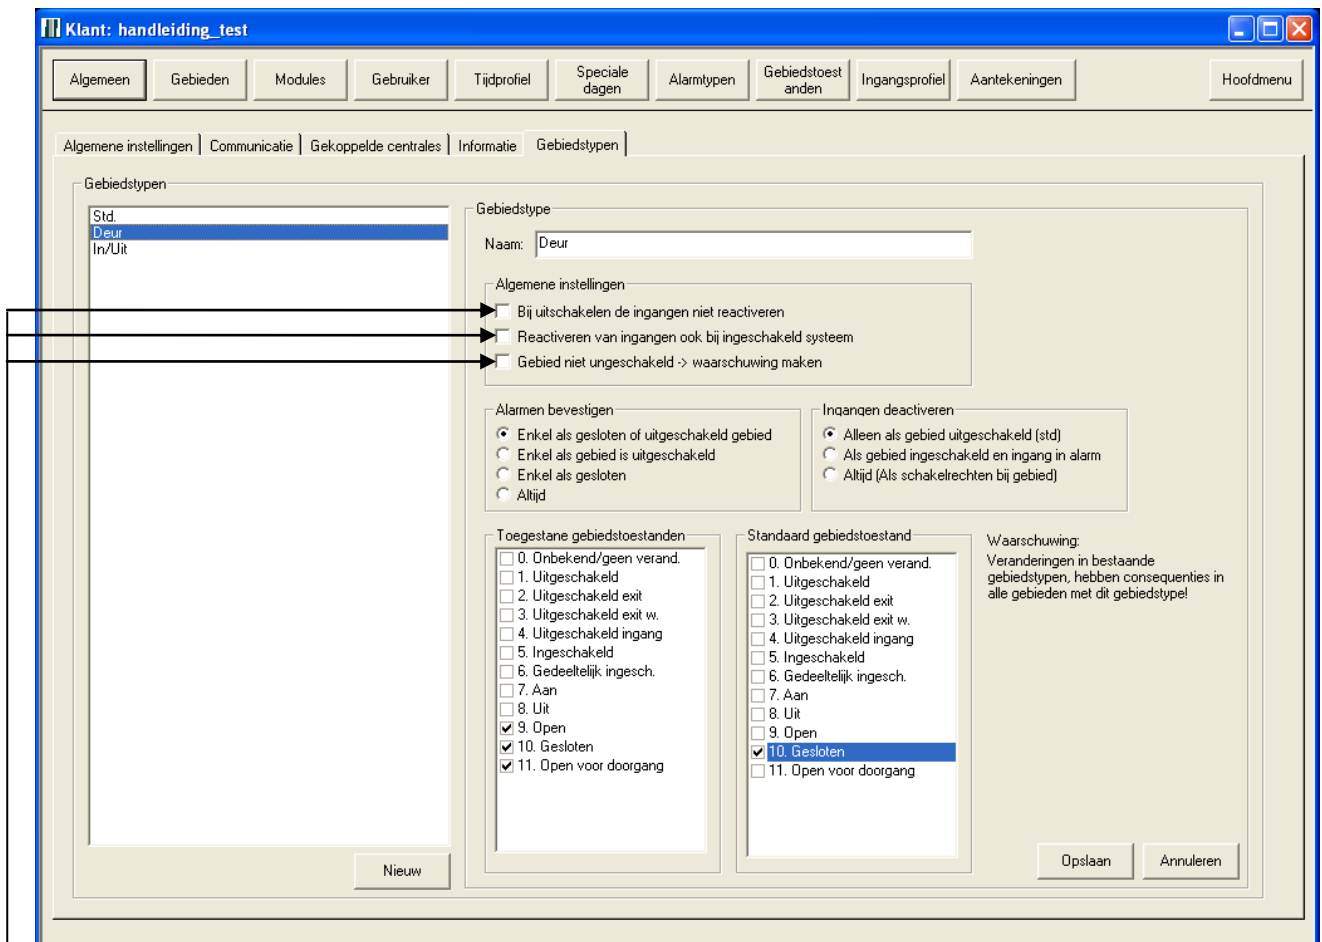 Klant: handleiding_test
Algemeen
Gebieden
Modules
Gebruiker
Tijdprofiel
Speciale
dagen
Alarmtypen
Gebiedstoest
anden
Ingangsprofiel
Aantekeningen
Hoofdmenu
Algemene instellingen
Communicatie
Gekoppelde centrales
Informatie
Gebiedstypen
Gebiedstypen
Std.
Deur
In/Uit
Nieuw
Gebiedstype
Naam: Deur
Algemene instellingen
Bij uitschakelen de ingangen niet reactiveren
Reactiveren van ingangen ook bij ingeschakeld systeem
Gebied niet ungeschakeld -> waarschuwing maken
Alarmen bevestigen
Enkel als gesloten of uitgeschakeld gebied
Enkel als gebied is uitgeschakeld
Enkel als gesloten
Altijd
Ingangen deactiveren
Alleen als gebied uitgeschakeld (std)
Als gebied ingeschakeld en ingang in alarm
Altijd (Als schakelrechten bij gebied)
Toegestane gebiedstoestanden
0. Onbekend/geen verand.
1. Uitgeschakeld
2. Uitgeschakeld exit
3. Uitgeschakeld exit w.
4. Uitgeschakeld ingang
5. Ingeschakeld
6. Gedeeltelijk ingesch.
7. Aan
8. Uit
9. Open
10. Gesloten
11. Open voor doorgang
Standaard gebiedstoestand
0. Onbekend/geen verand.
1. Uitgeschakeld
2. Uitgeschakeld exit
3. Uitgeschakeld exit w.
4. Uitgeschakeld ingang
5. Ingeschakeld
6. Gedeeltelijk ingesch.
7. Aan
8. Uit
9. Open
10. Gesloten
11. Open voor doorgang
Waarschuwing:
Veranderingen in bestaande
gebiedstypen, hebben consequenties in
alle gebieden met dit gebiedstype!
Opslaan
Annuleren